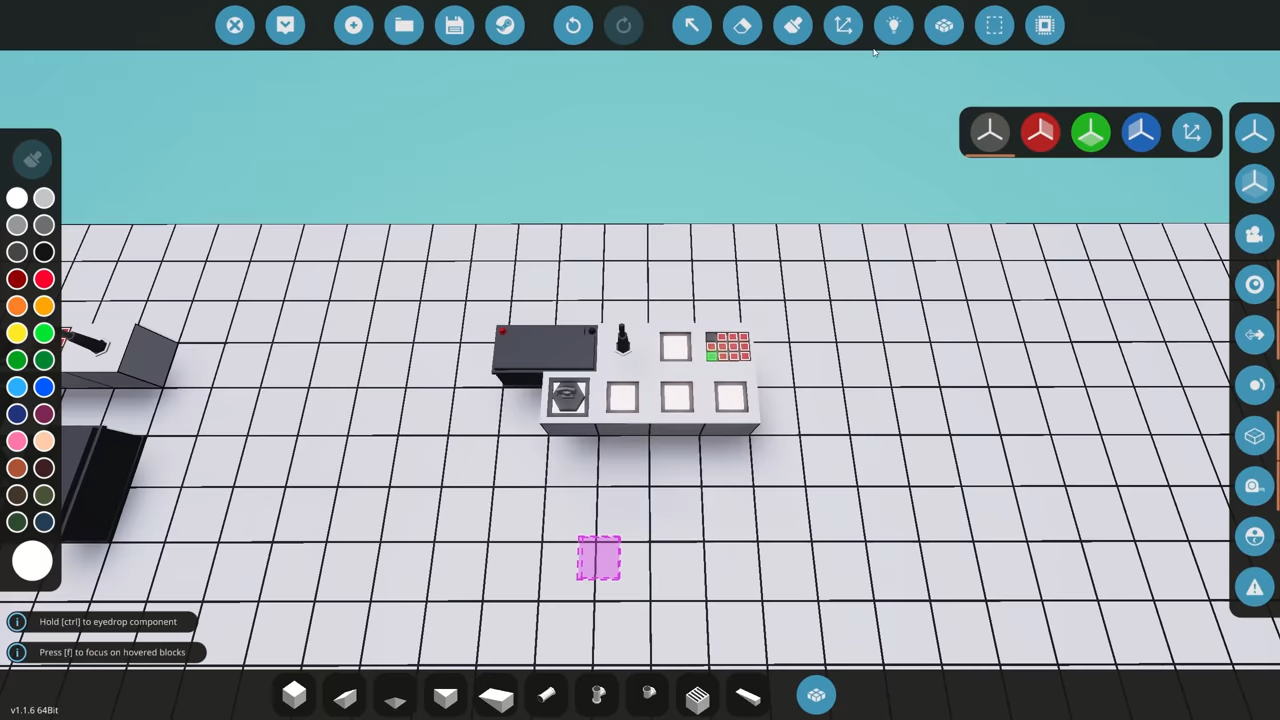 Hold [ctrl] to eyedrop component
Press [f] to focus on hovered blocks
v1.1.6 64Bit